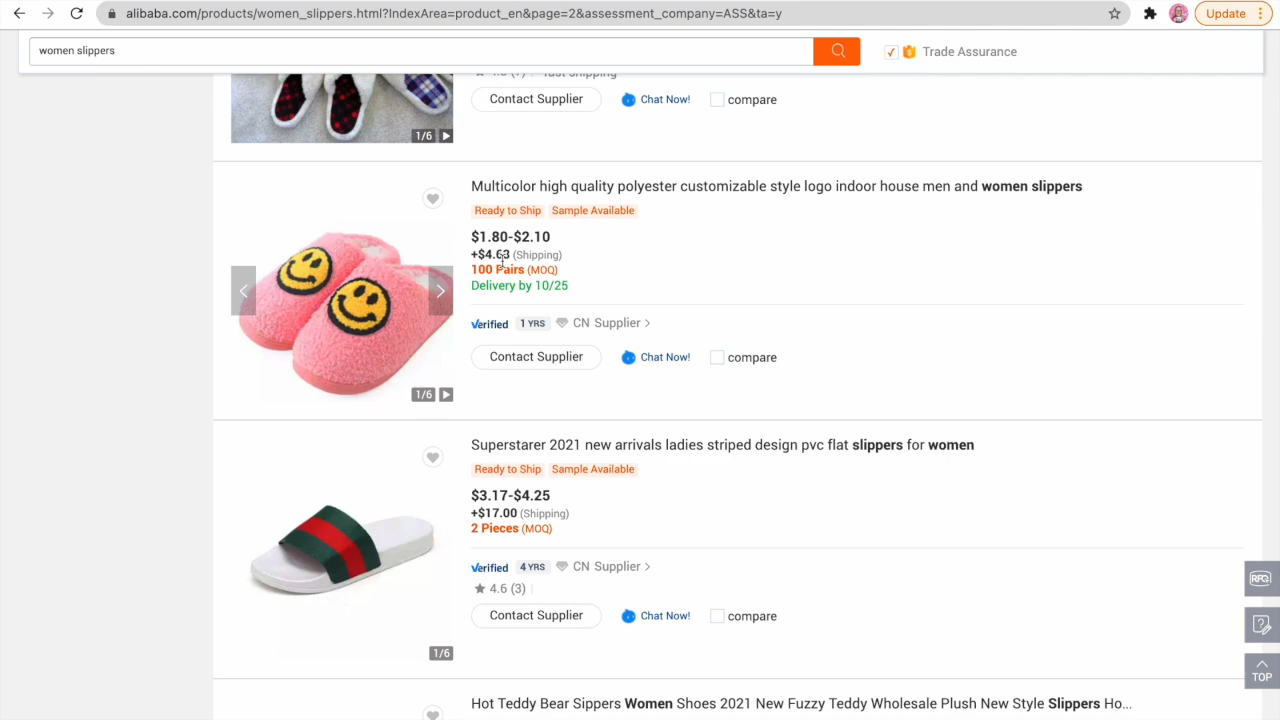 alibaba.com/products/women_slippers.html?IndexArea=product_en&page=2&assessment_company=ASS&ta=y
Update
women slippers
Trade Assurance
Contact Supplier
Chat Now!
compare
1/6
Multicolor high quality polyester customizable style logo indoor house men and women slippers
Ready to Ship Sample Available
$1.80-$2.10
+$4.63 (Shipping)
100 Pairs (MOQ)
Delivery by 10/25
Verified 1 YRS CN Supplier >
Contact Supplier
Chat Now!
compare
1/6
Superstarer 2021 new arrivals ladies striped design pvc flat slippers for women
Ready to Ship Sample Available
$3.17-$4.25
+$17.00 (Shipping)
2 Pieces (MOQ)
Verified 4 YRS CN Supplier >
4.6 (3)
Contact Supplier
Chat Now!
compare
1/6
RFQ
TOP
Hot Teddy Bear Sippers Women Shoes 2021 New Fuzzy Teddy Wholesale Plush New Style Slippers Ho...